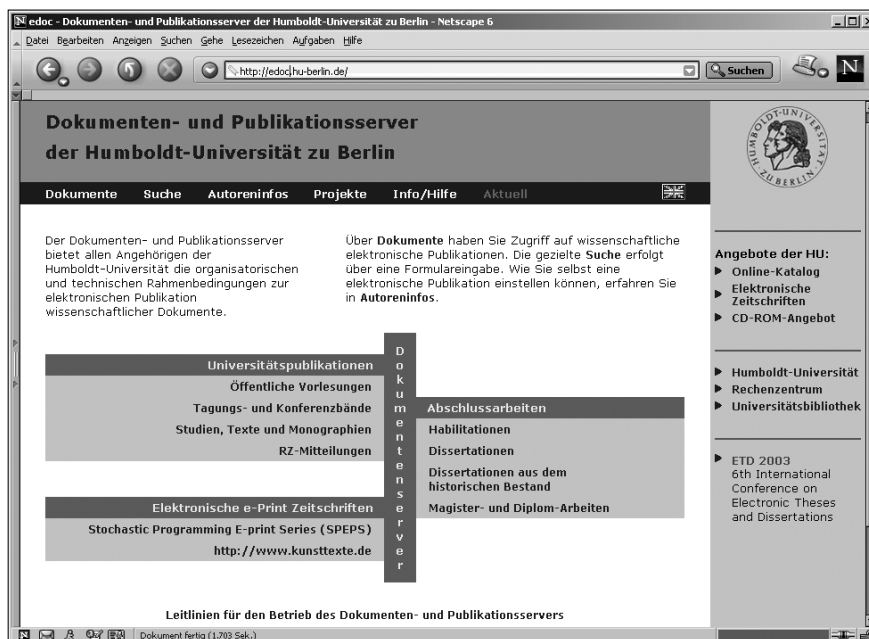 edoc - Dokumenten- und Publikationsserver der Humboldt-Universität zu Berlin - Netscape 6
Datei Bearbeiten Anzeigen Suchen Gehe Lesezeichen Aufgaben Hilfe
http://edoc.hu-berlin.de/
Suchen
N
Dokumenten- und Publikationsserver
der Humboldt-Universität zu Berlin
HUMBOLDT-UNIVERSITÄT
ZU BERLIN
Dokumente Suche Autoreninfos Projekte Info/Hilfe Aktuell
Der Dokumenten- und Publikationsserver
bietet allen Angehörigen der
Humboldt-Universität die organisatorischen
und technischen Rahmenbedingungen zur
elektronischen Publikation
wissenschaftlicher Dokumente.
Über Dokumente haben Sie Zugriff auf wissenschaftliche
elektronische Publikationen. Die gezielte Suche erfolgt
über eine Formulareingabe. Wie Sie selbst eine
elektronische Publikation einstellen können, erfahren Sie
in Autoreninfos.
Dokumentenserver
Universitätspublikationen
Öffentliche Vorlesungen
Tagungs- und Konferenzbände
Studien, Texte und Monographien
RZ-Mitteilungen
Elektronische e-Print Zeitschriften
Stochastic Programming E-print Series (SPEPS)
http://www.kunsttexte.de
Abschlussarbeiten
Habilitationen
Dissertationen
Dissertationen aus dem
historischen Bestand
Magister- und Diplom-Arbeiten
Leitlinien für den Betrieb des Dokumenten- und Publikationsservers
Angebote der HU:
Online-Katalog
Elektronische
Zeitschriften
CD-ROM-Angebot
Humboldt-Universität
Rechenzentrum
Universitätsbibliothek
ETD 2003
6th International
Conference on
Electronic Theses
and Dissertations
Dokument fertig (1.703 Sek.)